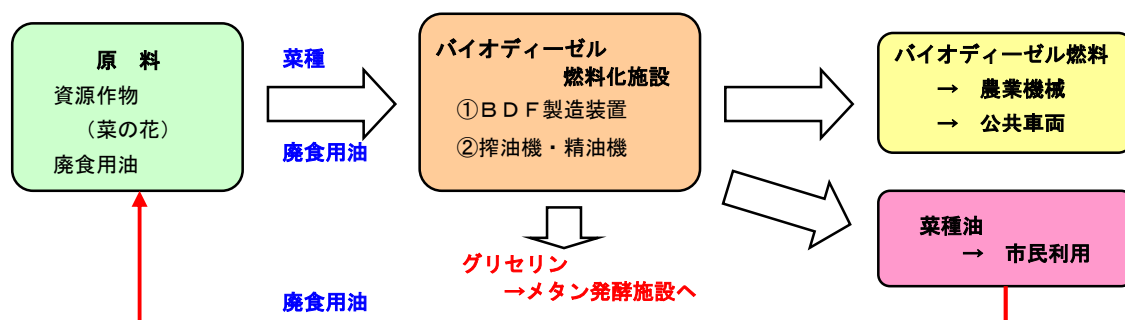 原　料
資源作物
（菜の花）
廃食用油
菜種
廃食用油
バイオディーゼル
燃料化施設
①ＢＤＦ製造装置
②搾油機・精油機
バイオディーゼル燃料
→　農業機械
→　公共車両
菜種油
→　市民利用
グリセリン
→メタン発酵施設へ
廃食用油